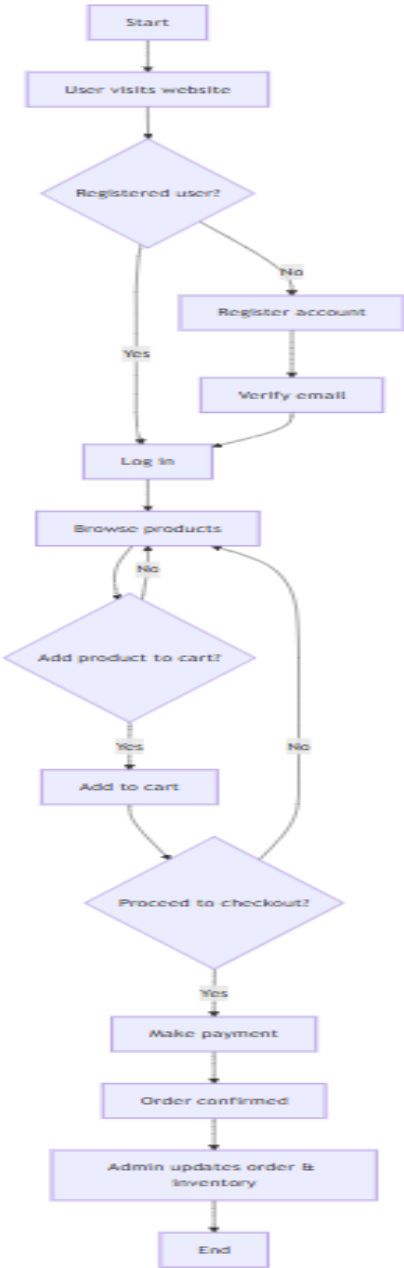 Start
User visits website
Registered user?
No
Register account
Yes
Verify email
Log in
Browse products
No
Add product to cart?
Yes
No
Add to cart
Proceed to checkout?
Yes
Make payment
Order confirmed
Admin updates order &
inventory
End